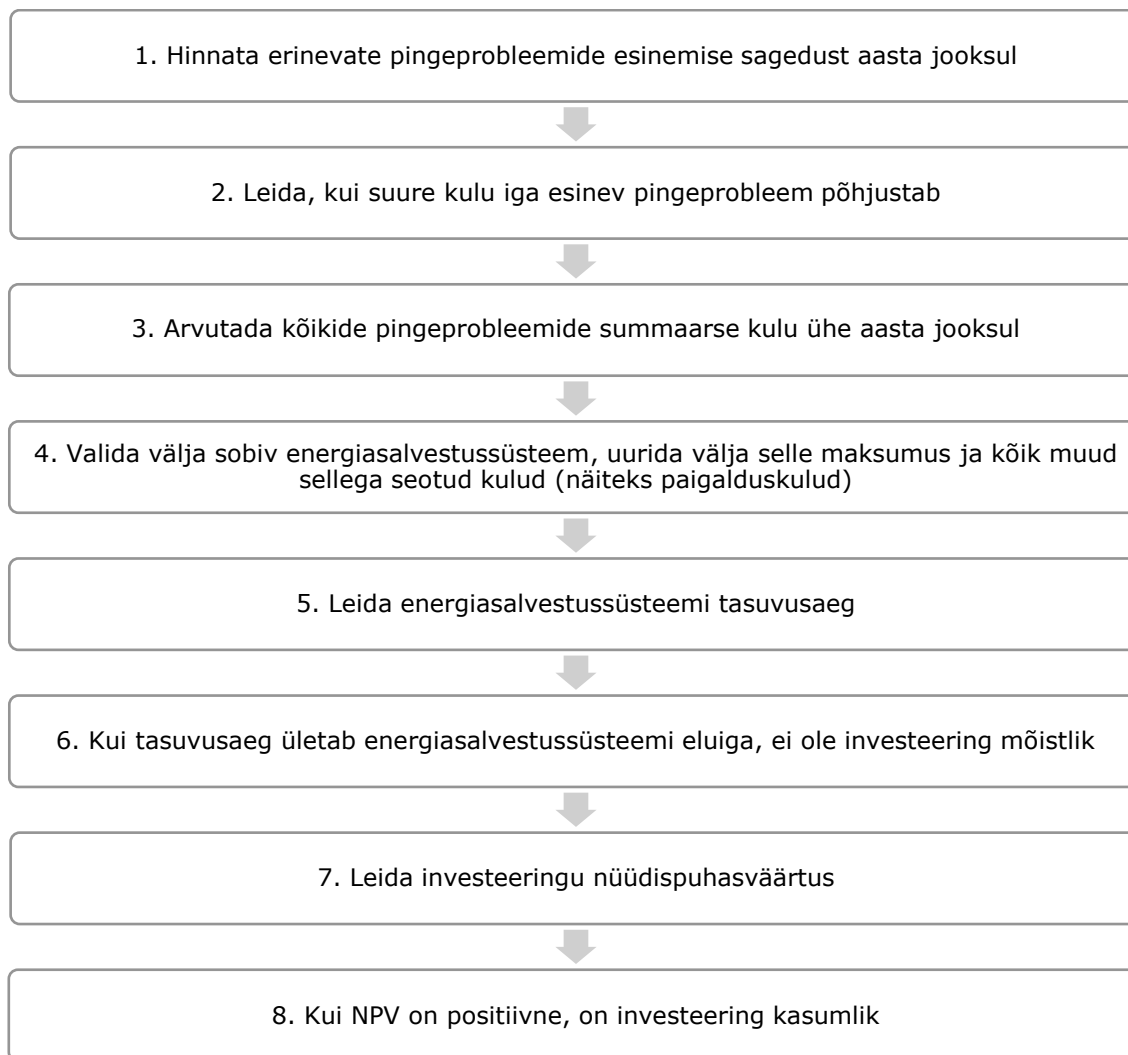 1. Hinnata erinevate pingeprobleemide esinemise sagedust aasta jooksul
2. Leida, kui suure kulu iga esinev pingeprobleem põhjustab
3. Arvutada kõikide pingeprobleemide summaarse kulu ühe aasta jooksul
4. Valida välja sobiv energiasalvestussüsteem, uurida välja selle maksumus ja kõik muud
sellega seotud kulud (näiteks paigalduskulud)
5. Leida energiasalvestussüsteemi tasuvusaeg
6. Kui tasuvusaeg ületab energiasalvestussüsteemi eluiga, ei ole investeering mõistlik
7. Leida investeeringu nüüdispuhasväärtus
8. Kui NPV on positiivne, on investeering kasumlik